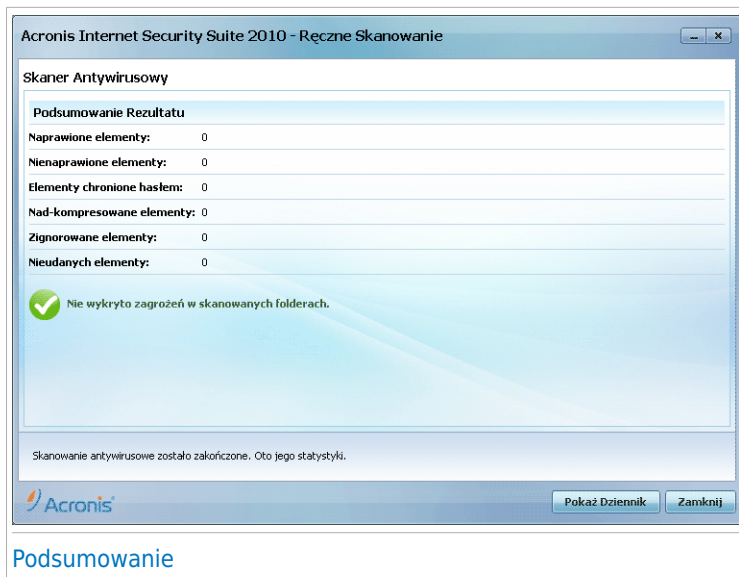 Acronis Internet Security Suite 2010 - Ręczne Skanowanie
Skaner Antywirusowy
Podsumowanie Rezultatu
Naprawione elementy: 0
Nienaprawione elementy: 0
Elementy chronione hasłem: 0
Nad-kompresowane elementy: 0
Zignorowane elementy: 0
Nieudanych elementy: 0
Nie wykryto zagrożeń w skanowanych folderach.
Skanowanie antywirusowe zostało zakończone. Oto jego statystyki.
Acronis
Pokaż Dziennik
Zamknij
Podsumowanie